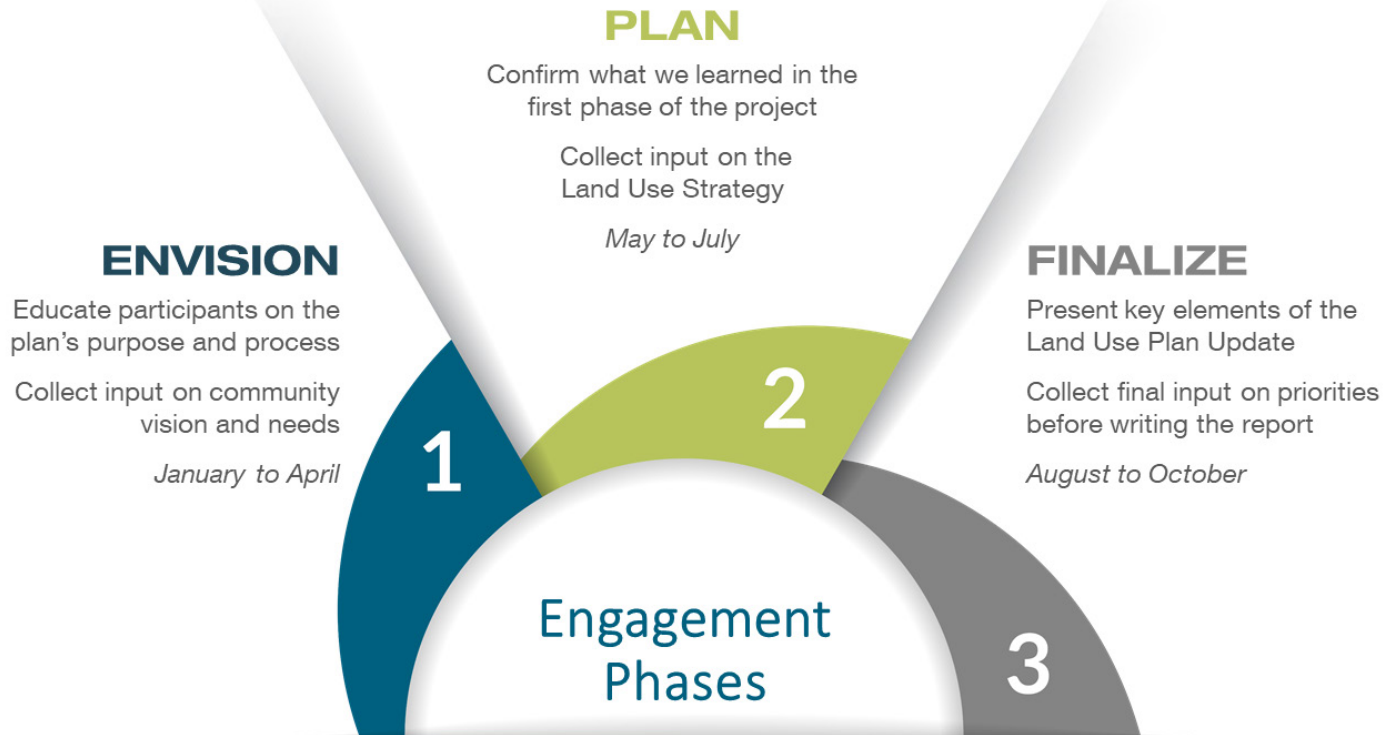 ENVISION
Educate participants on the
plan's purpose and process
Collect input on community
vision and needs
January to April
1
PLAN
Confirm what we learned in the
first phase of the project
Collect input on the
Land Use Strategy
May to July
2
FINALIZE
Present key elements of the
Land Use Plan Update
Collect final input on priorities
before writing the report
August to October
3
Engagement
Phases